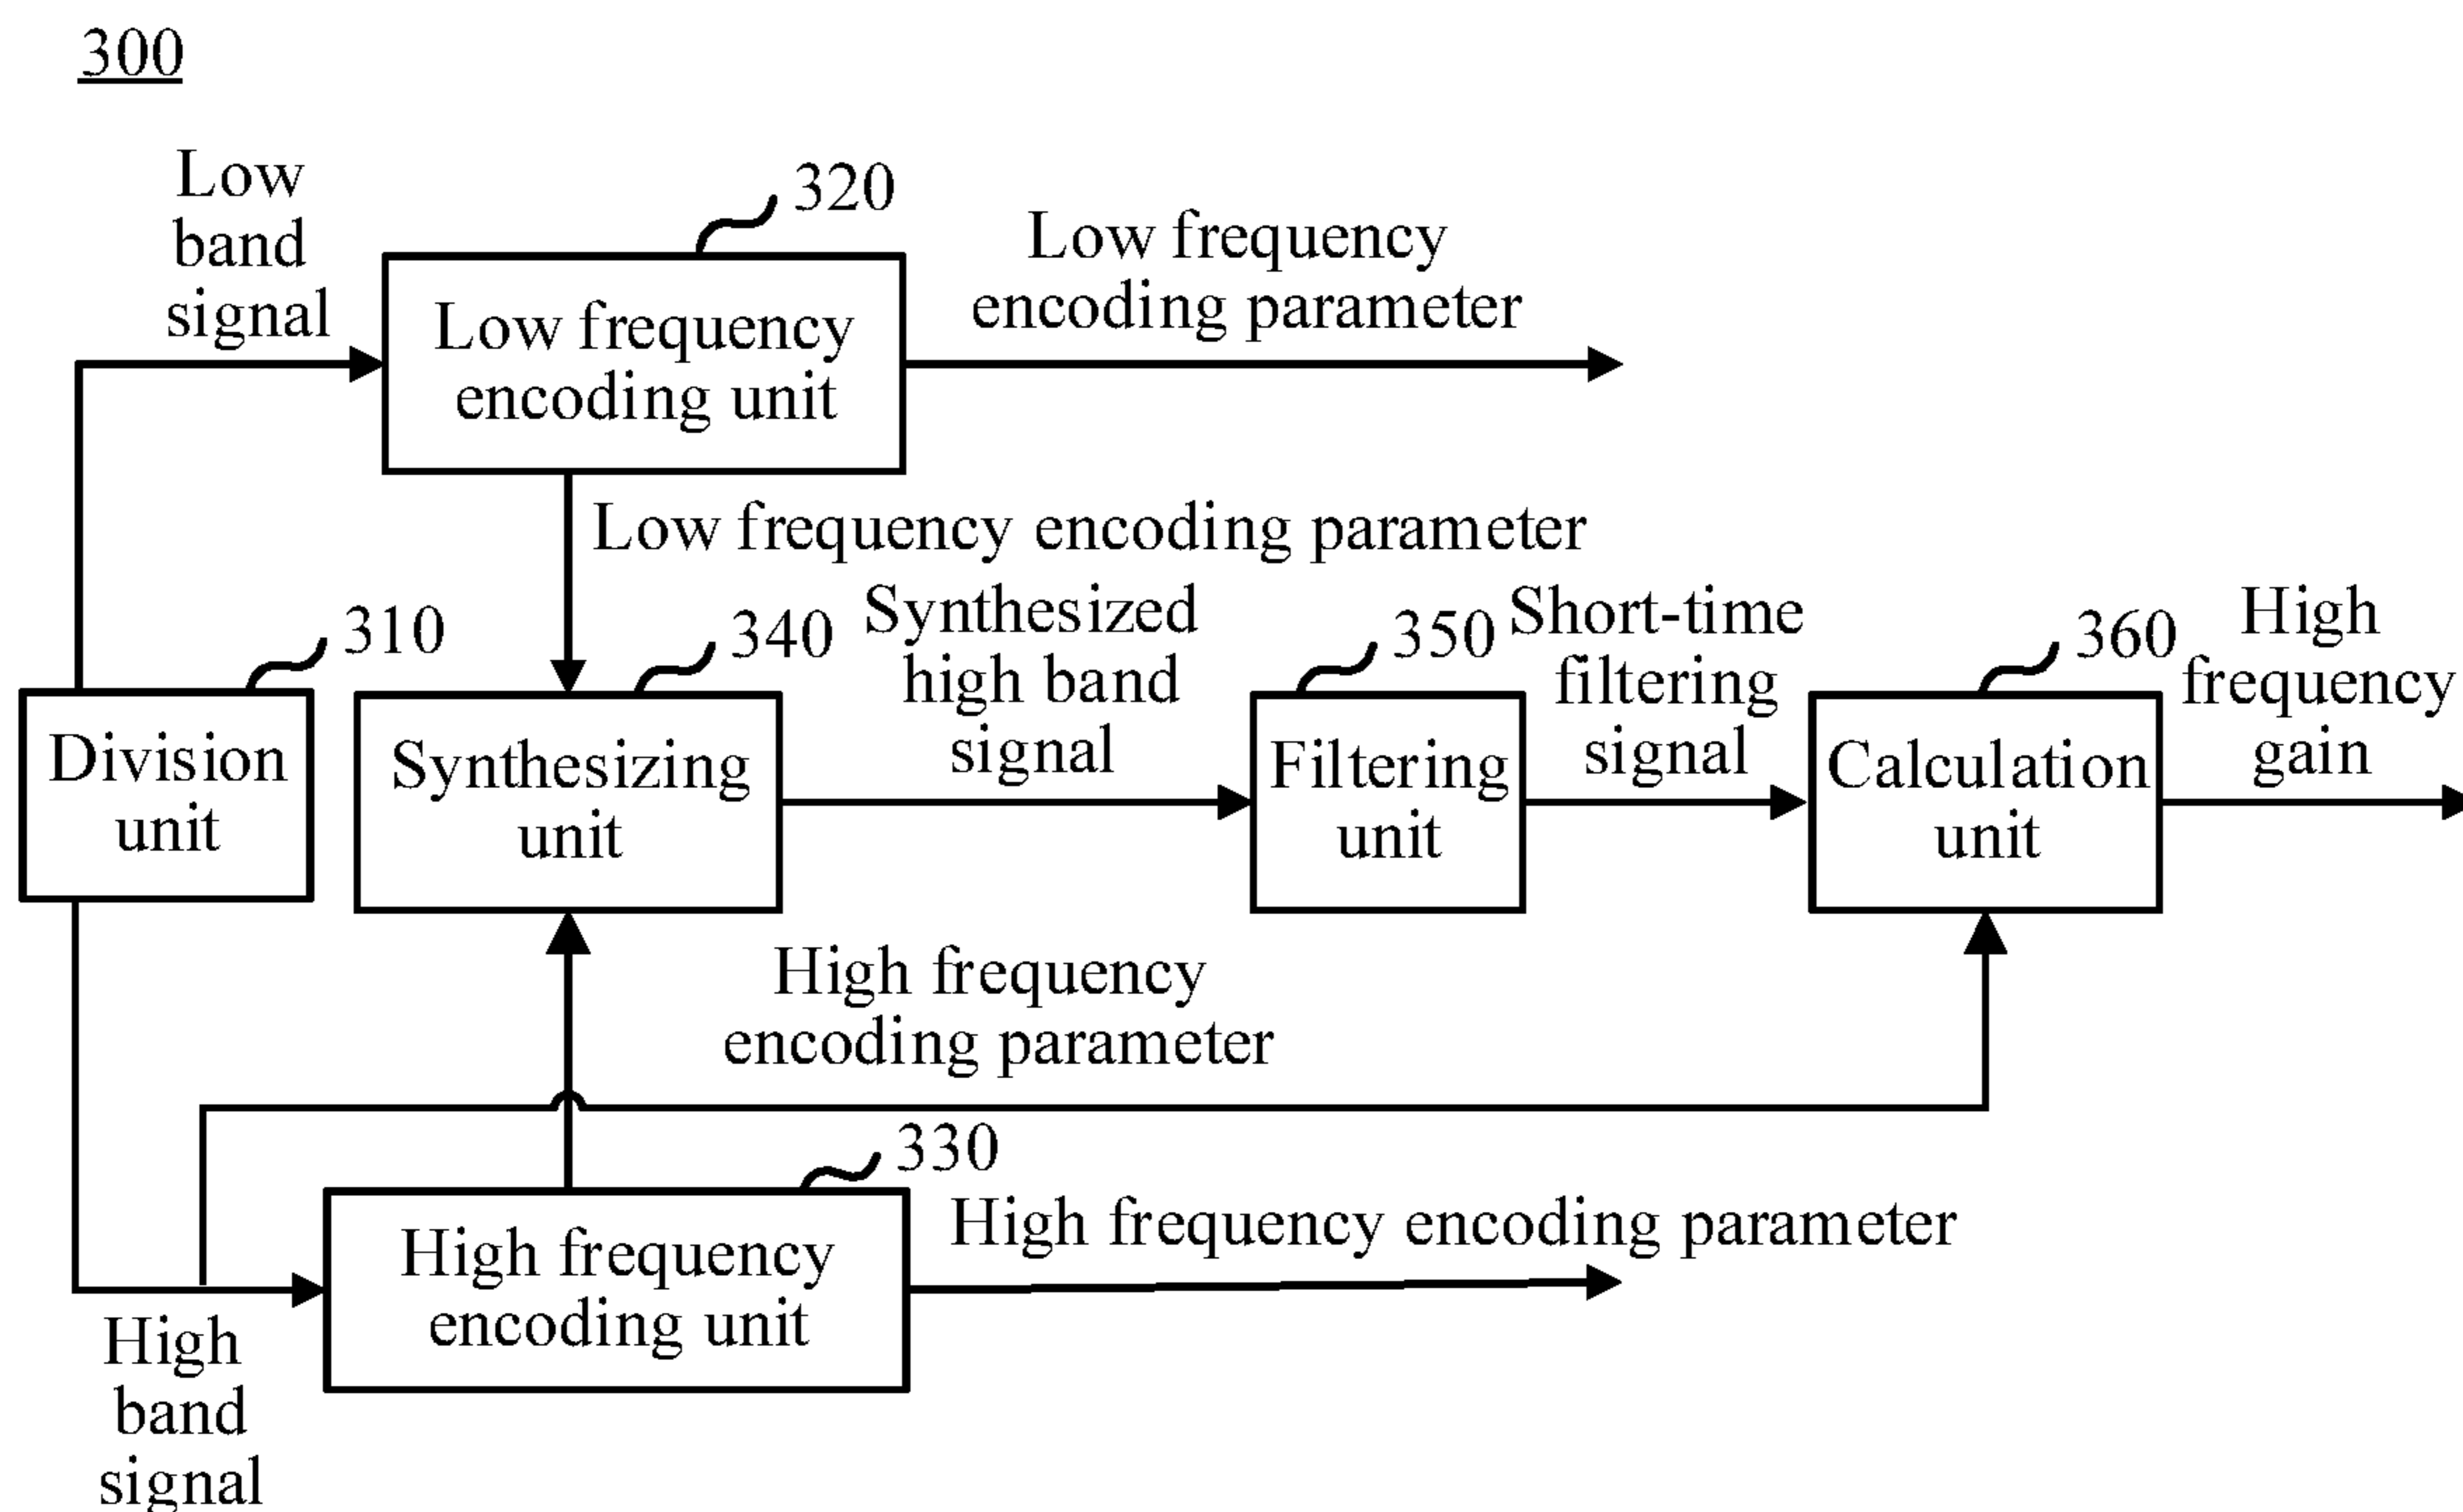 300
Low
band
signal
320
Low frequency
encoding unit
Low frequency
encoding parameter
Low frequency encoding parameter
310
Division
unit
340
Synthesizing
unit
Synthesized
high band
signal
350
Filtering
unit
Short-time
filtering
signal
360
Calculation
unit
High
frequency
gain
High frequency
encoding parameter
330
High frequency
encoding unit
High frequency encoding parameter
High
band
signal